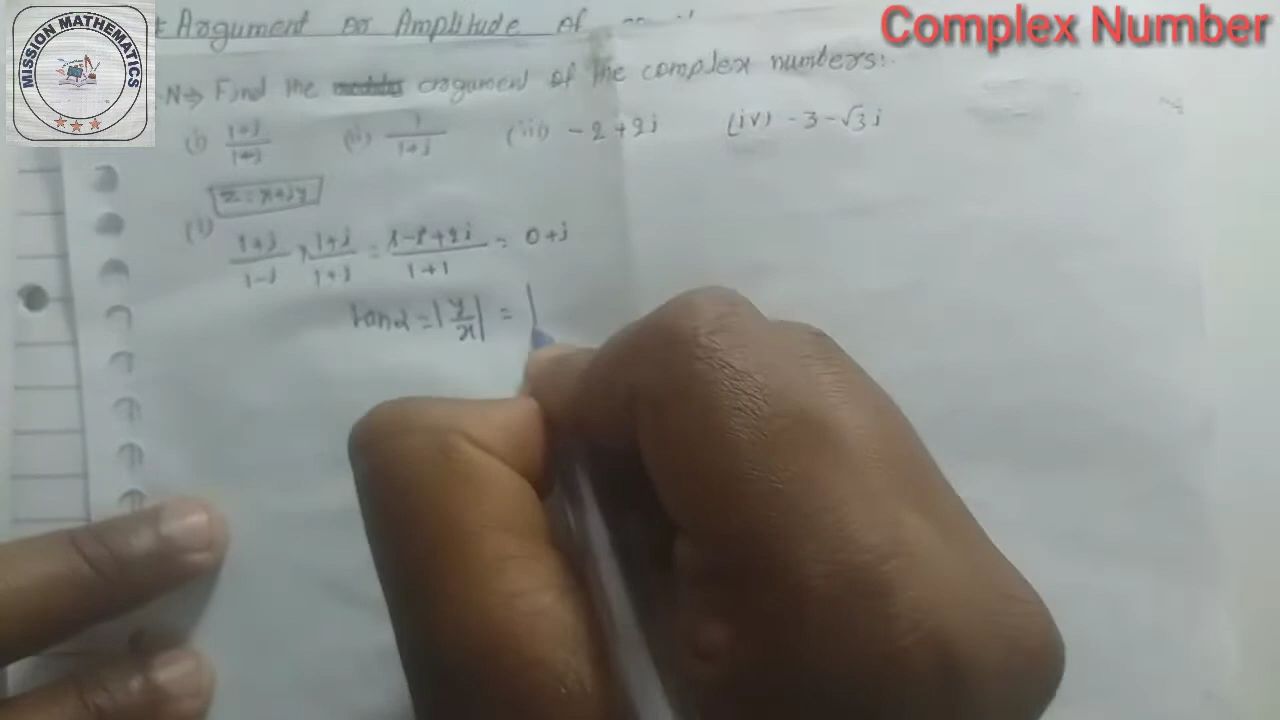 MISSION MATHEMATICS
Complex Number
Argument or Amplitude of
N→ Find the argument of the complex numbers:
(i) 1+i/1-i (ii) 1/1+i (iii) -2+2i (iv) -3-√3i
z=x+iy
(i) 1+i/1-i × 1+i/1+i = 1-1+2i/1+1 = 0+i
tanα = |y/x| = |